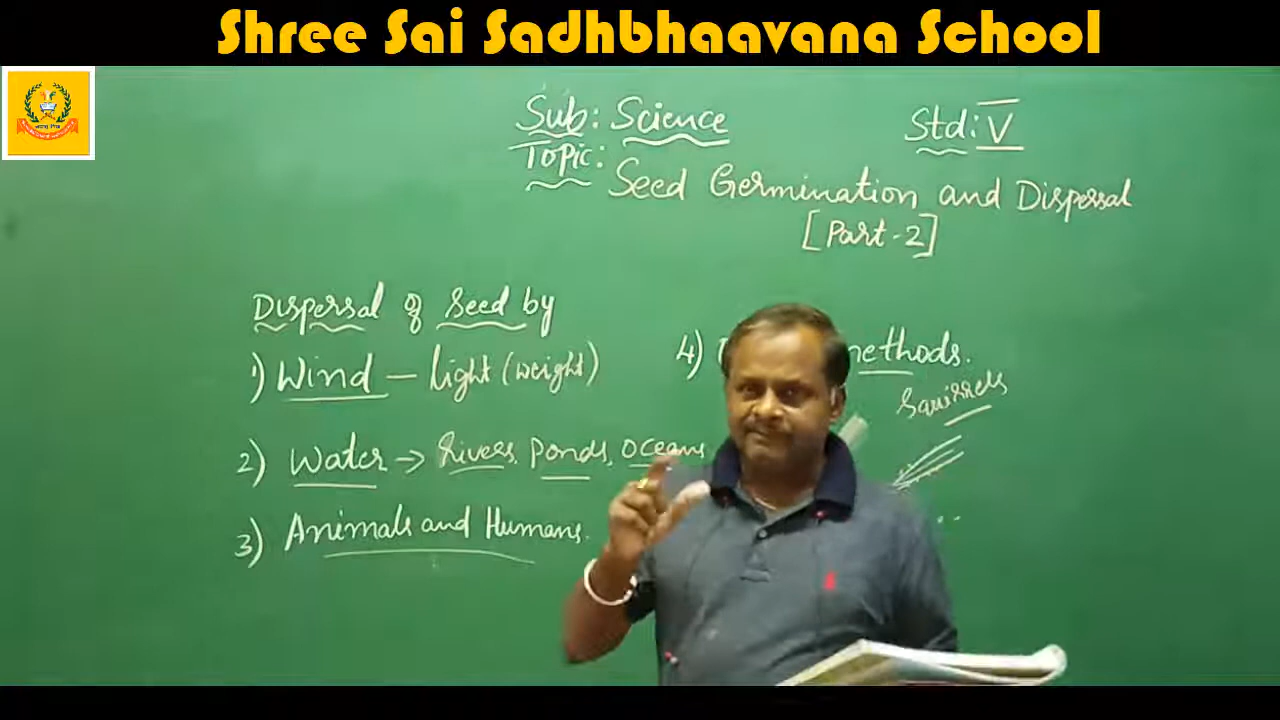 Shree Sai Sadhbhaavana School
Sub: Science
Std: V
Topic: Seed Germination and Dispersal
[Part-2]
Dispersal of Seed by
1) Wind – light (weight)
2) Water → Rivers, Ponds, Oceans
3) Animals and Humans.
4) methods.
Squirrels